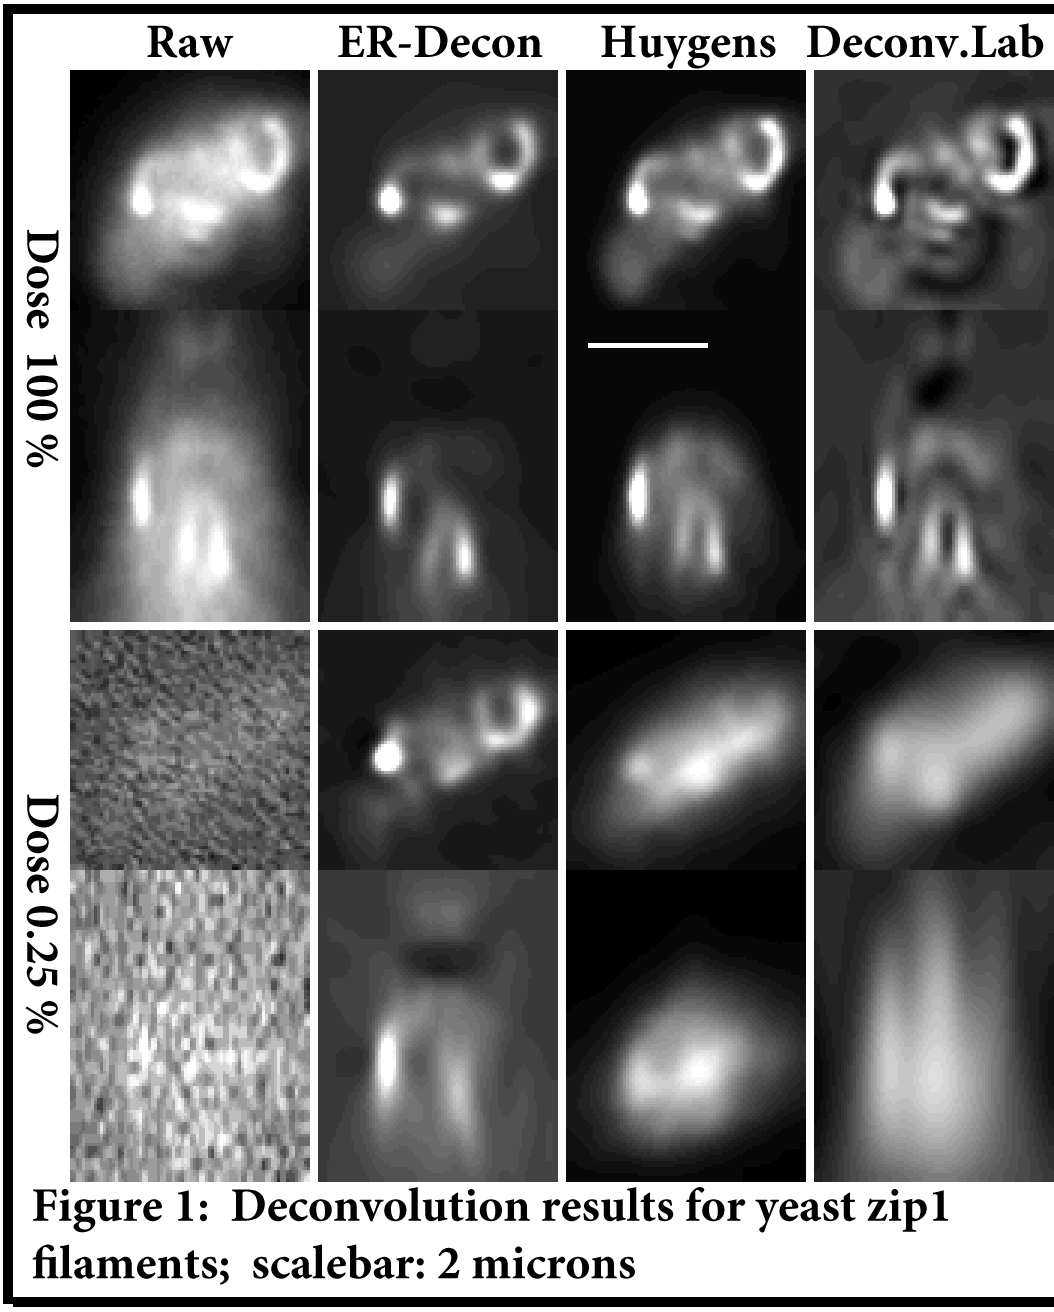 Raw ER-Decon Huygens Deconv.Lab
Dose 100 %
Dose 0.25 %
Figure 1: Deconvolution results for yeast zip1
filaments; scalebar: 2 microns